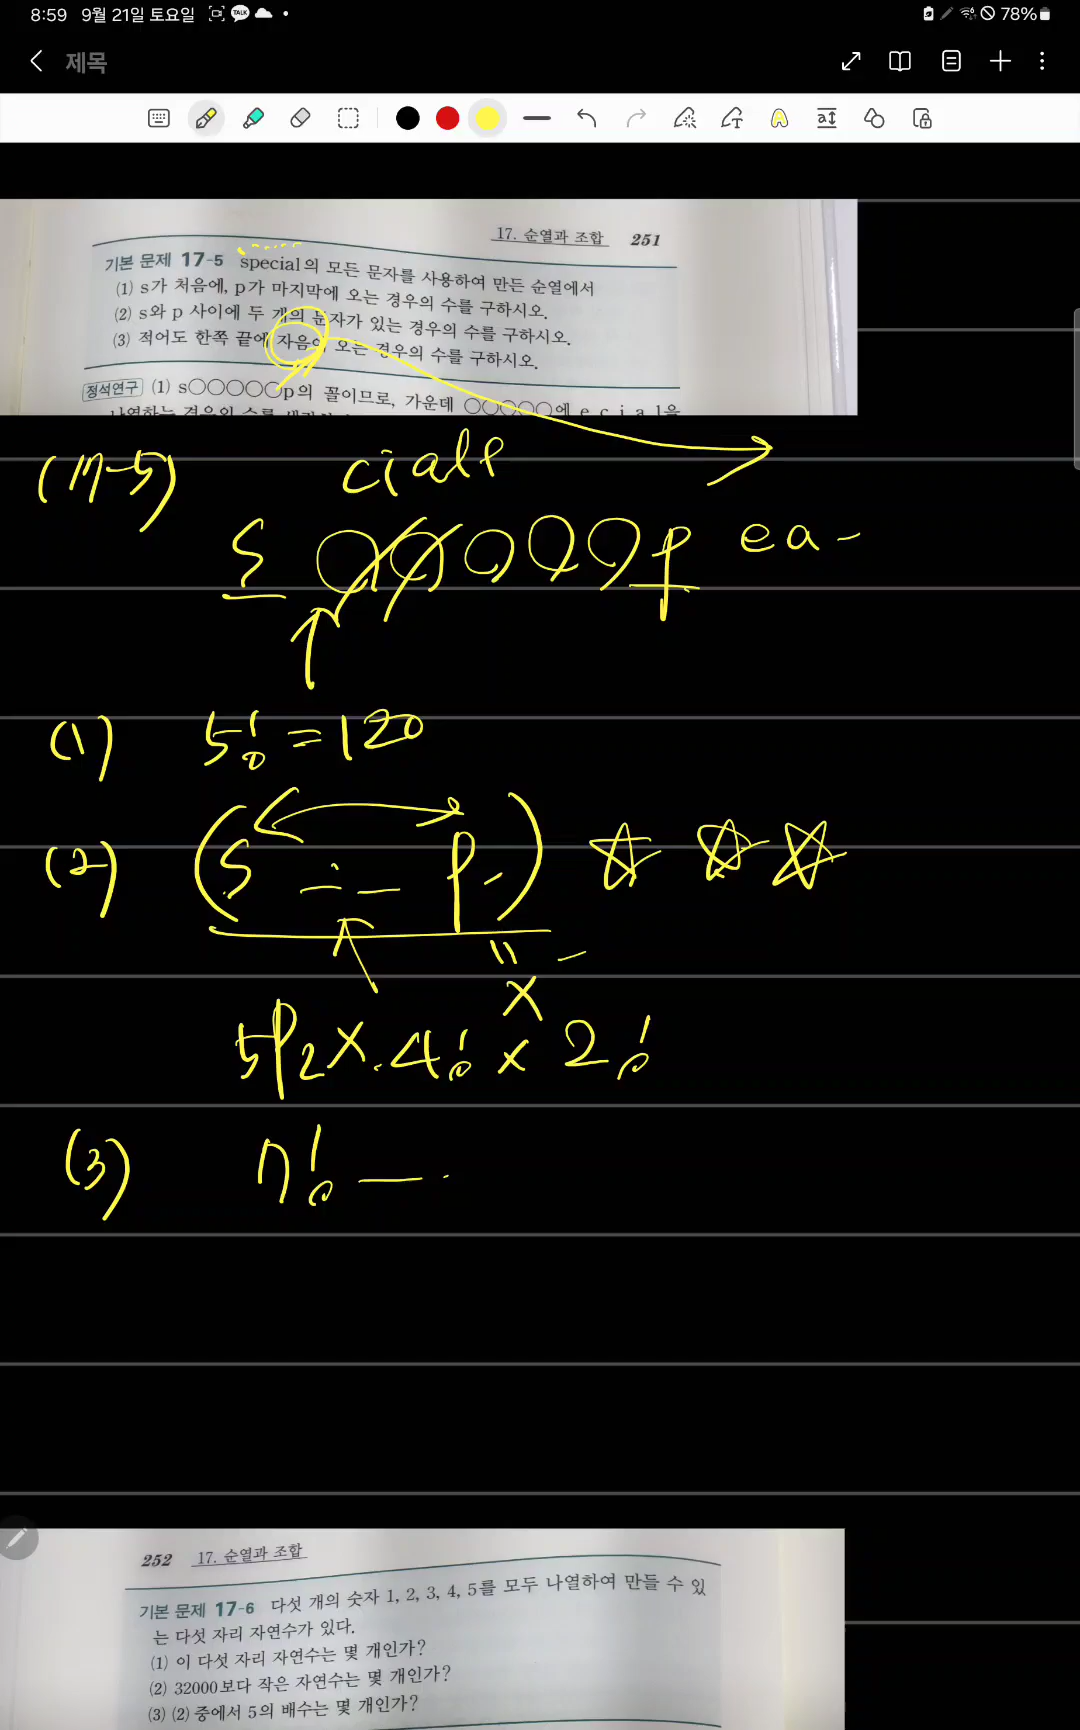 8:59 9월 21일 토요일 78%
제목
17. 순열과 조합 251
기본 문제 17-5 special의 모든 문자를 사용하여 만든 순열에서
(1) s가 처음에, p가 마지막에 오는 경우의 수를 구하시오.
(2) s와 p 사이에 두 개의 문자가 있는 경우의 수를 구하시오.
(3) 적어도 한쪽 끝에 자음이 오는 경우의 수를 구하시오.
정석연구 (1) s○○○○○p의 꼴이므로, 가운데 ○○○○○에 e c i a l을
나열하는 경우의 수를
(17-5) cial
S ○○○○○ p ea -
(1) 5! = 120
(2) (S _ _ p) ☆ ☆ ☆
x
5P2 x 4! x 2!
(3) 7! -
252 17. 순열과 조합
기본 문제 17-6 다섯 개의 숫자 1, 2, 3, 4, 5를 모두 나열하여 만들 수 있
는 다섯 자리 자연수가 있다.
(1) 이 다섯 자리 자연수는 몇 개인가?
(2) 32000보다 작은 자연수는 몇 개인가?
(3) (2) 중에서 5의 배수는 몇 개인가?